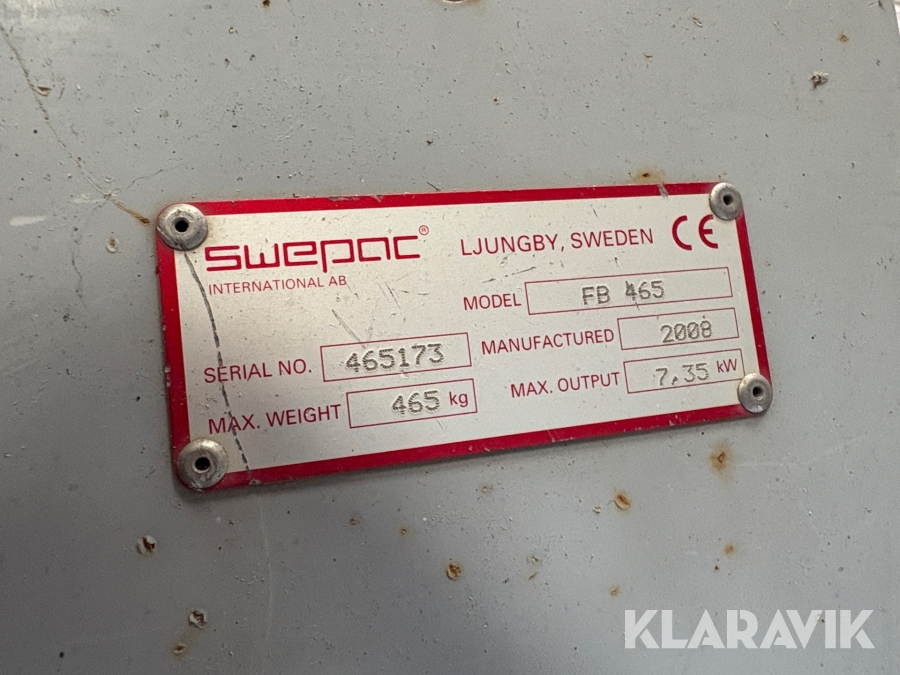 swepac® LJUNGBY, SWEDEN CE
INTERNATIONAL AB
MODEL FB 465
SERIAL NO. 465173 MANUFACTURED 2008
MAX. WEIGHT 465 kg MAX. OUTPUT 7,35 kW
KLARAVIK